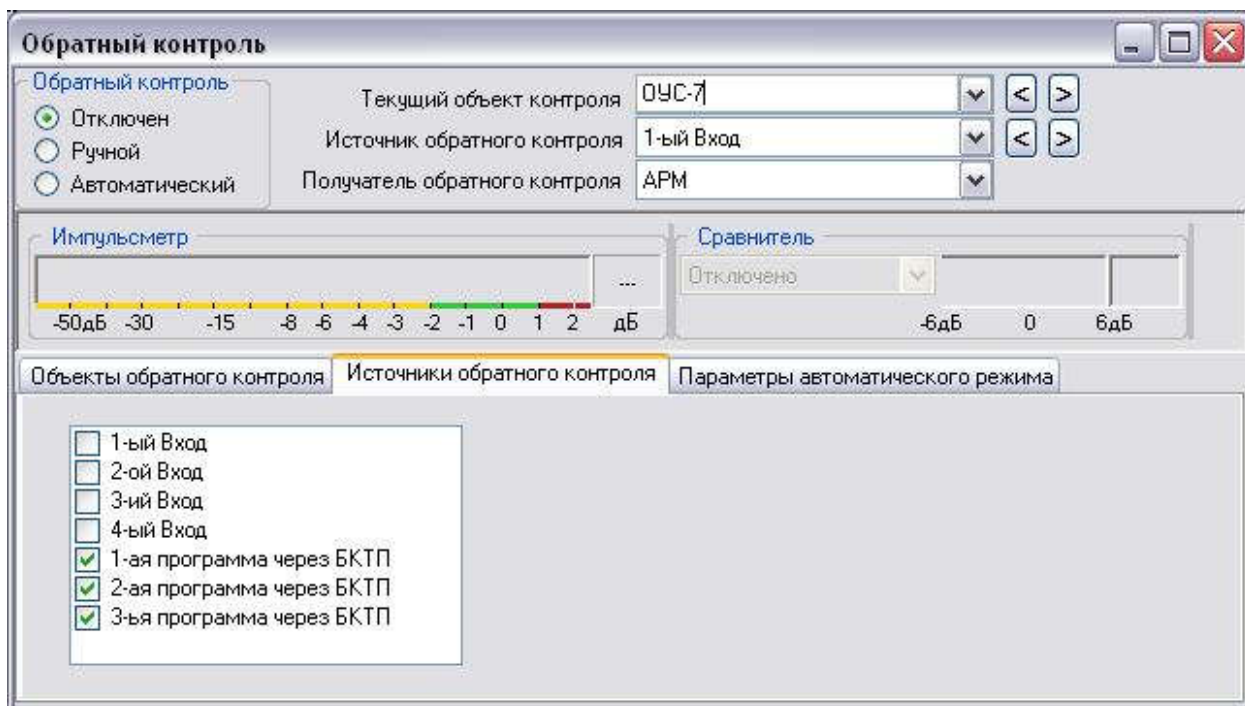 Обратный контроль
Обратный контроль
Отключен
Ручной
Автоматический
Текущий объект контроля ОУС-7
Источник обратного контроля 1-ый Вход
Получатель обратного контроля АРМ
< >
< >
Импульсметр
...
-50дБ -30 -15 -8 -6 -4 -3 -2 -1 0 1 2 дБ
Сравнитель
Отключено
-6дБ 0 6дБ
Объекты обратного контроля Источники обратного контроля Параметры автоматического режима
1-ый Вход
2-ой Вход
3-ий Вход
4-ый Вход
1-ая программа через БКТП
2-ая программа через БКТП
3-ья программа через БКТП